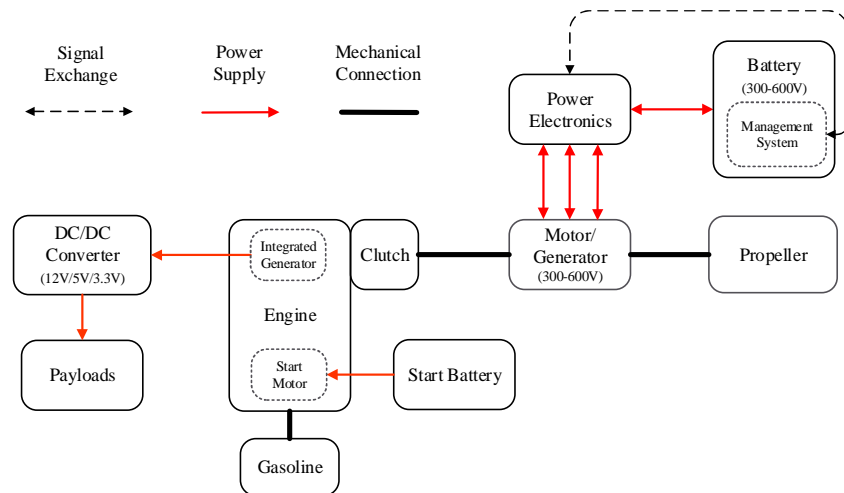 Signal
Exchange
Power
Supply
Mechanical
Connection
Power
Electronics
Battery
(300-600V)
Management
System
DC/DC
Converter
(12V/5V/3.3V)
Integrated
Generator
Clutch
Motor/
Generator
(300-600V)
Propeller
Engine
Payloads
Start
Motor
Start Battery
Gasoline